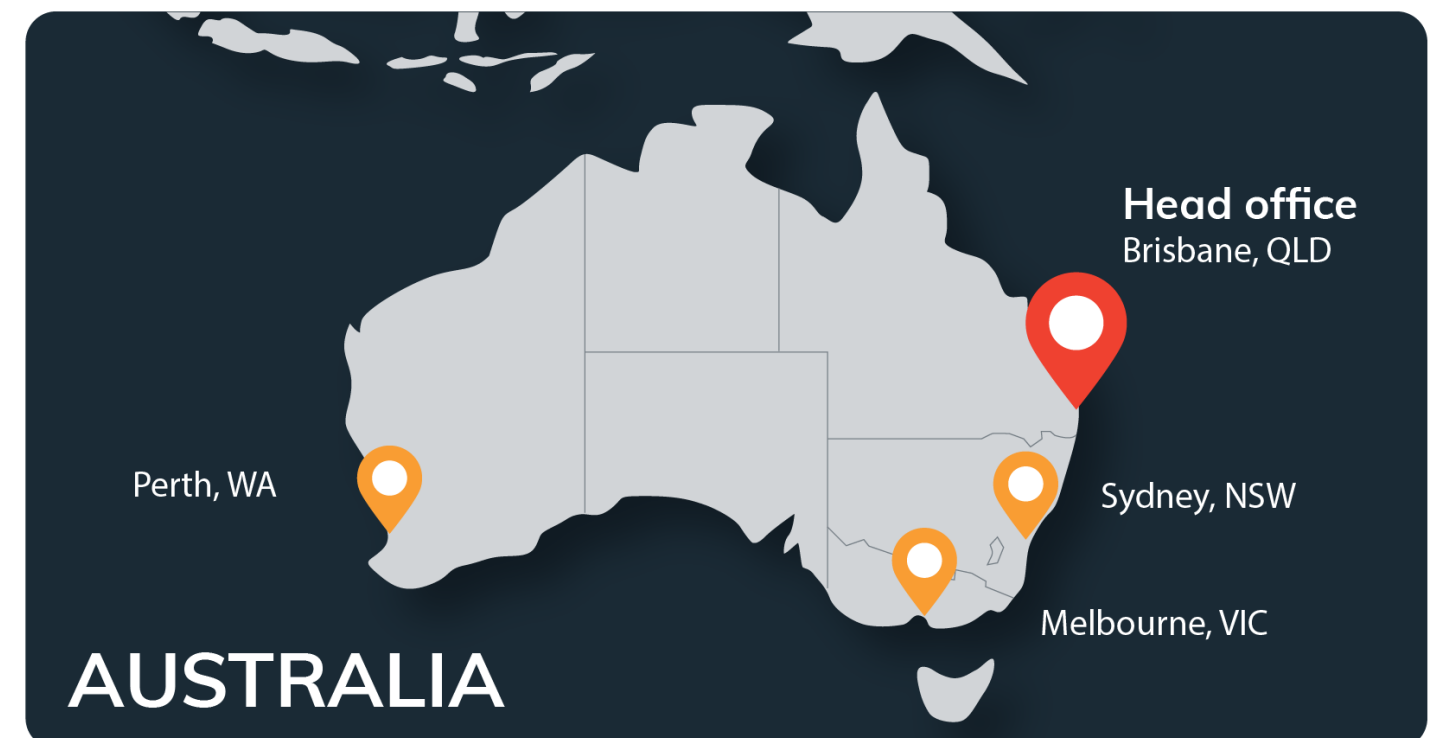 Head office
Brisbane, QLD
Perth, WA
Sydney, NSW
Melbourne, VIC
AUSTRALIA